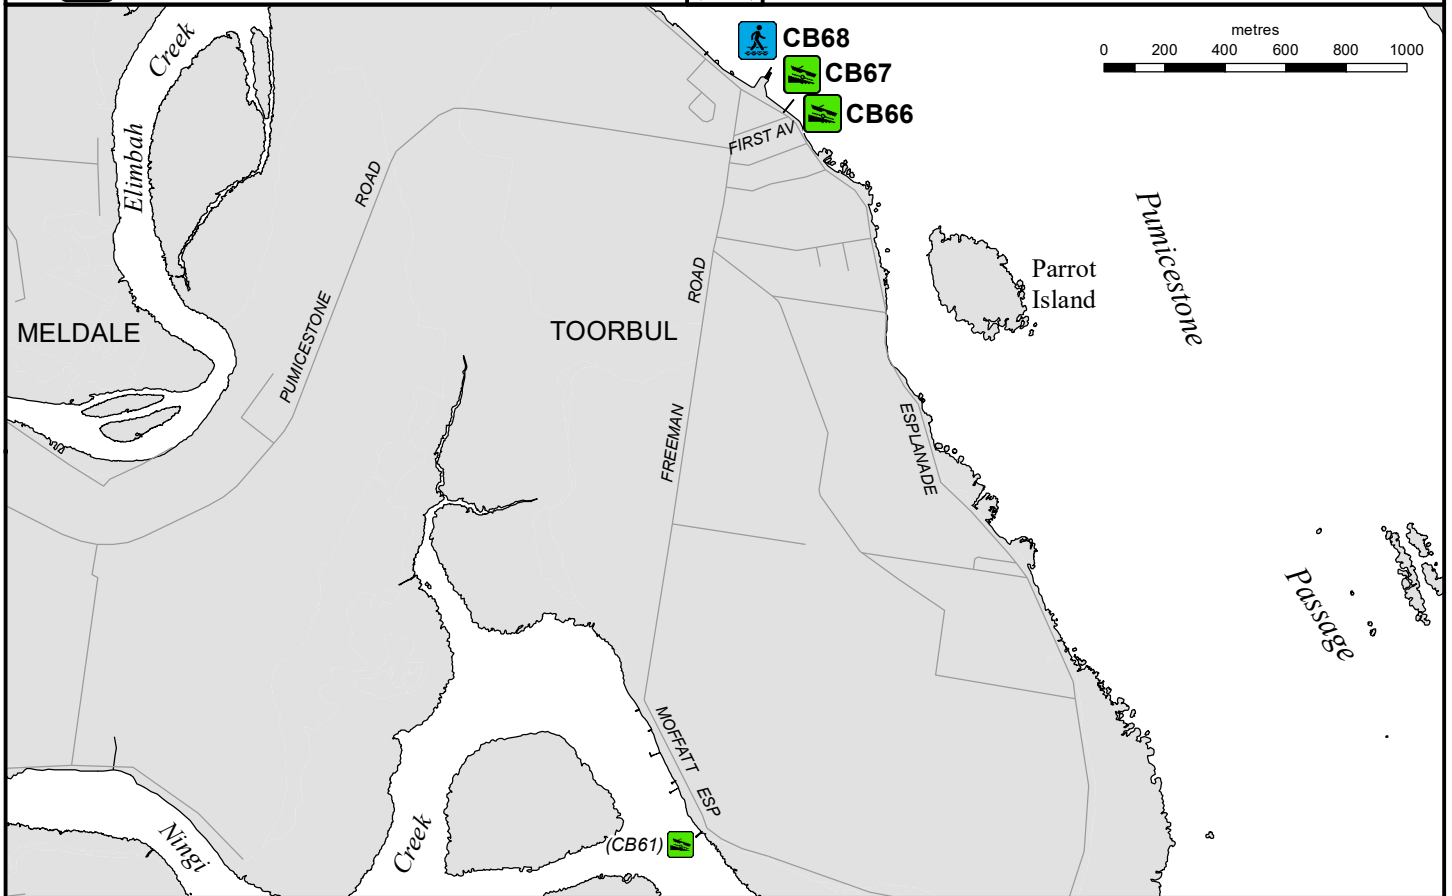 Creek
Elimbah
CB68
CB67
CB66
metres
0 200 400 600 800 1000
FIRST AV
ROAD
Pumicestone
Parrot
Island
ROAD
MELDALE
PUMICESTONE
TOORBUL
FREEMAN
ESPLANADE
Passage
MOFFATT ESP
Ningi
Creek
(CB61)